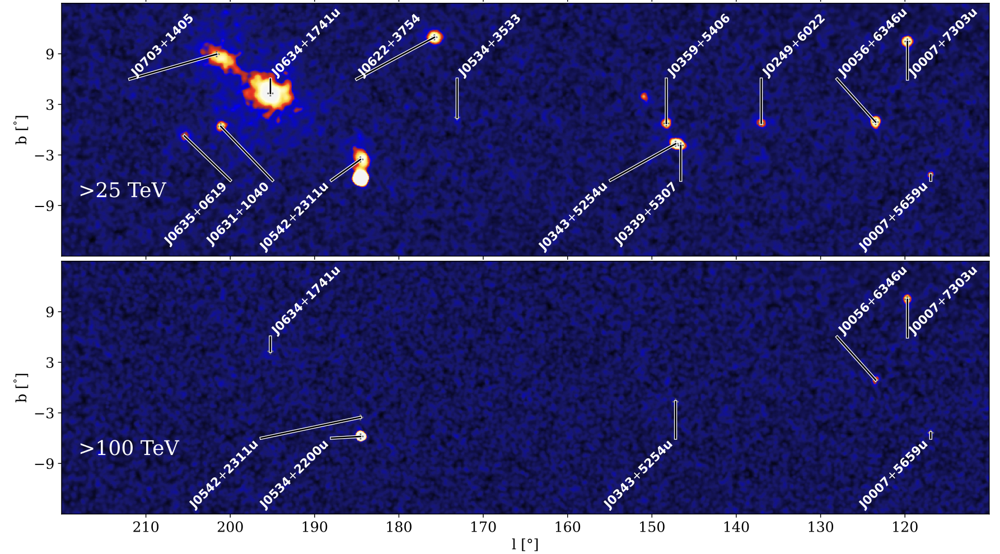 J0703+1405
J0634+1741u
J0622+3754
J0534+3533
J0359+5406
J0249+6022
J0056+6346u
J0007+7303u
9
3
−3
−9
b [°]
>25 TeV
J0635+0619
J0631+1040
J0542+2311u
J0343+5254u
J0339+5307
J0007+5659u
J0634+1741u
J0056+6346u
J0007+7303u
9
3
−3
−9
b [°]
>100 TeV
J0542+2311u
J0534+2200u
J0343+5254u
J0007+5659u
210 200 190 180 170 160 150 140 130 120
l [°]